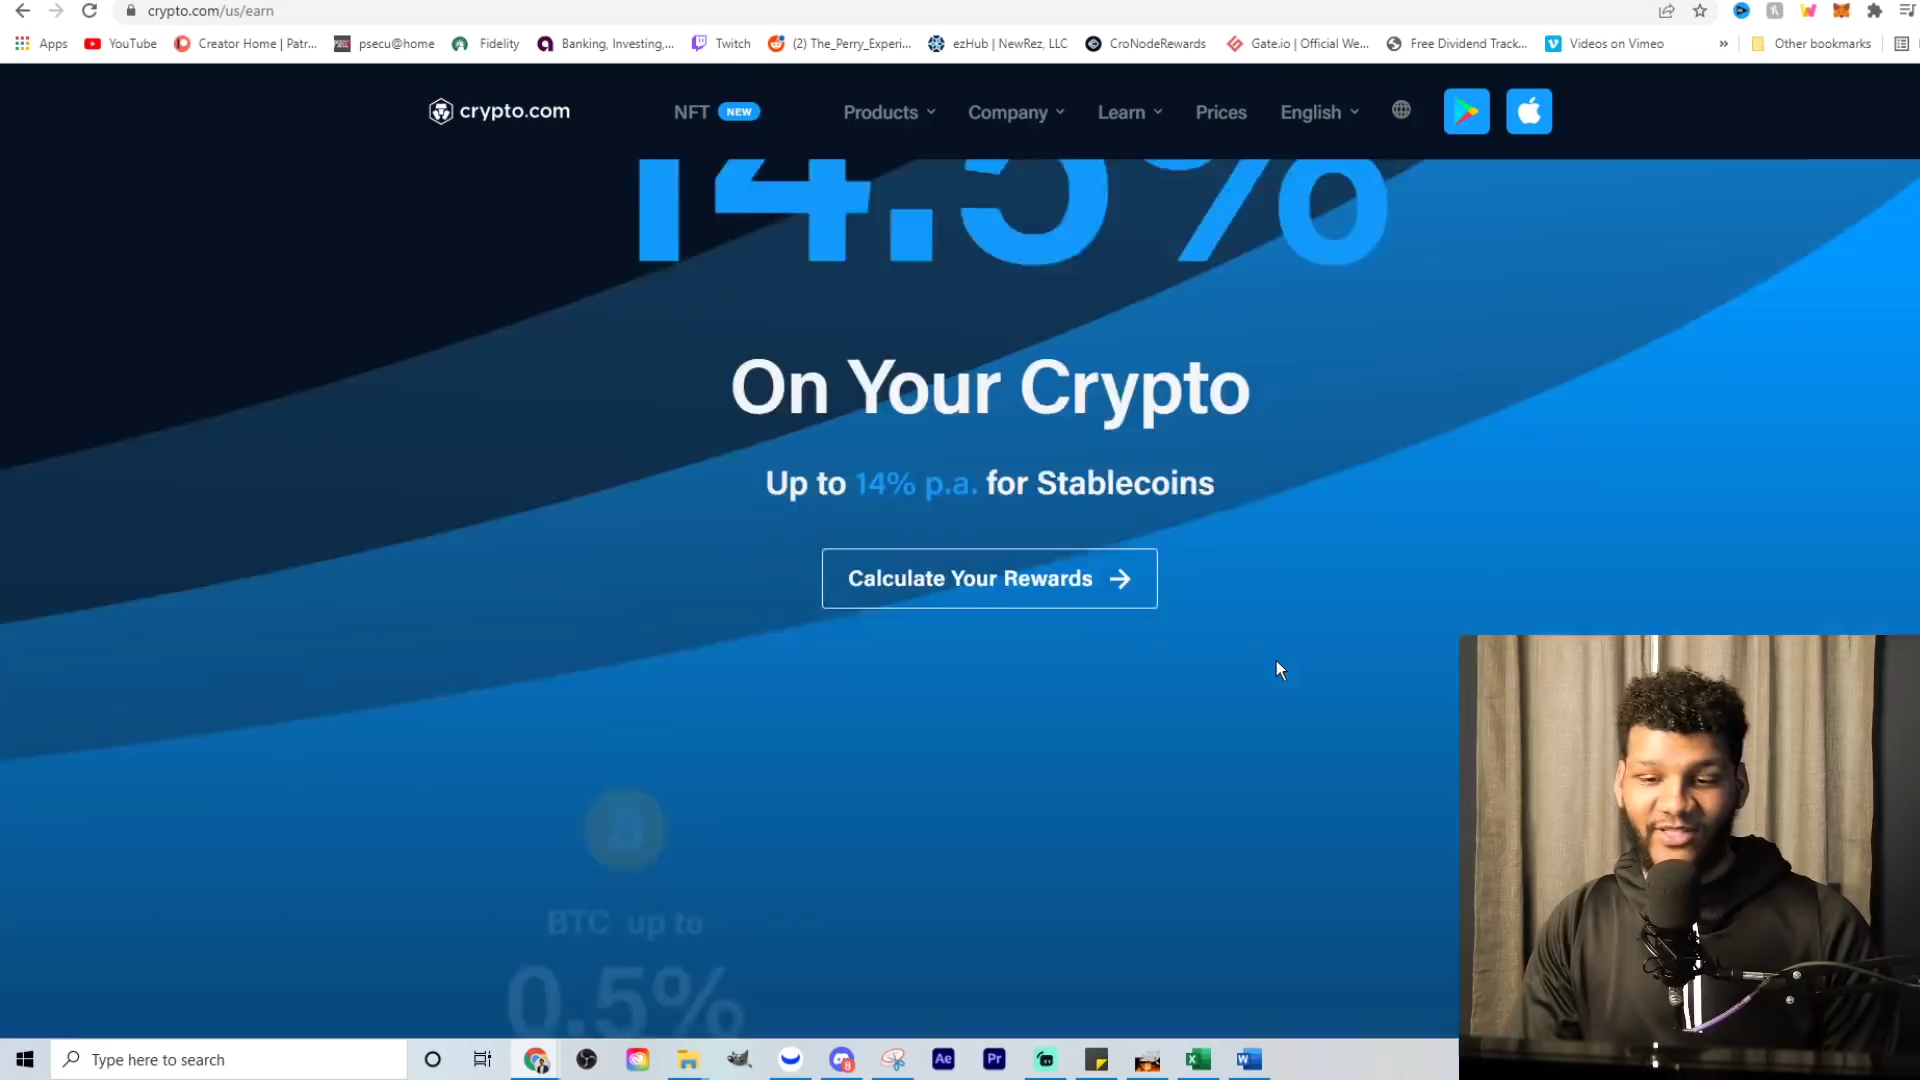 crypto.com/us/earn
Apps YouTube Creator Home | Patr... psecu@home Fidelity Banking, Investing,... Twitch (2) The_Perry_Experi... ezHub | NewRez, LLC CroNodeRewards Gate.io | Official We... Free Dividend Track... Videos on Vimeo » Other bookmarks
crypto.com NFT NEW Products Company Learn Prices English
14.5%
On Your Crypto
Up to 14% p.a. for Stablecoins
Calculate Your Rewards →
BTC up to
0.5%
Type here to search 8 Ae Pr